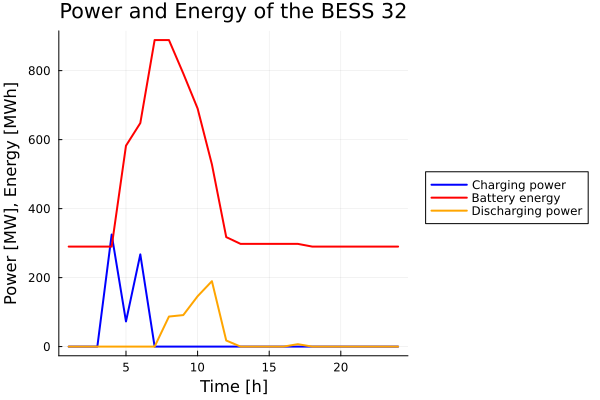 Power and Energy of the BESS 32
Power [MW], Energy [MWh]
800
600
400
200
0
5
10
15
20
Time [h]
Charging power
Battery energy
Discharging power